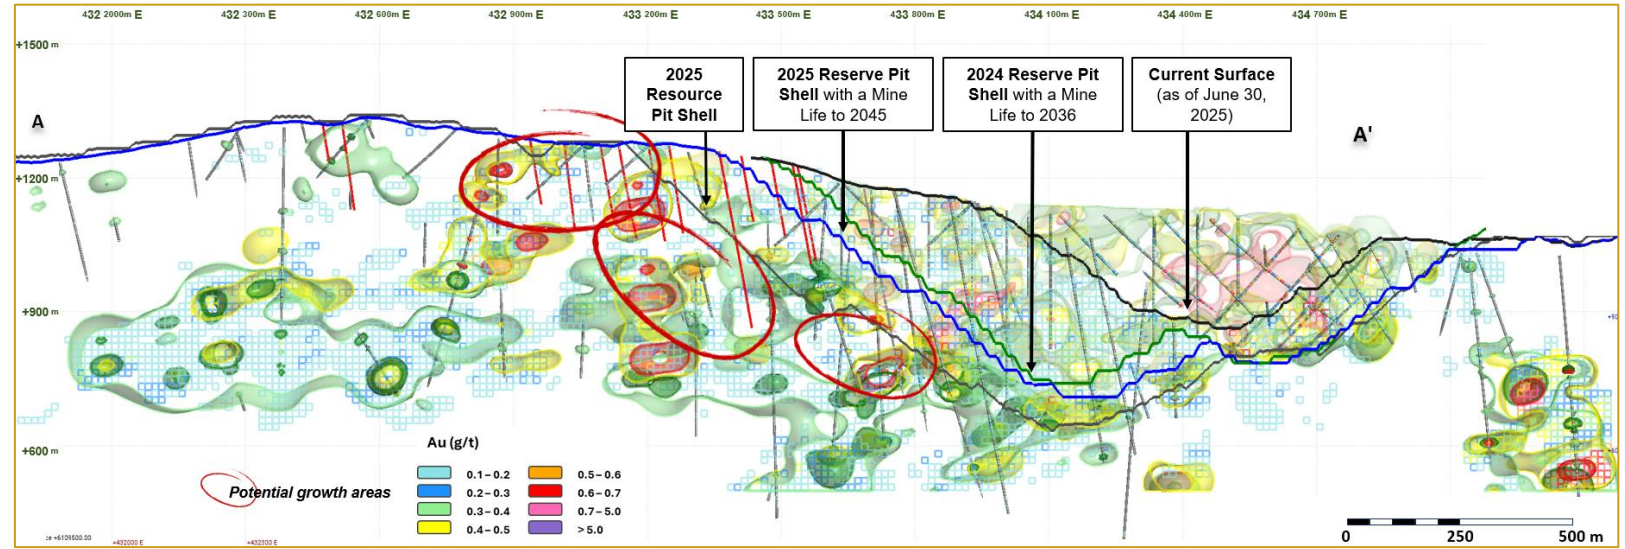 432 2000m E 432 300m E 432 600m E 432 900m E 433 200m E 433 500m E 433 800m E 434 100m E 434 400m E 434 700m E
+1500 m
2025 Resource Pit Shell
2025 Reserve Pit Shell with a Mine Life to 2045
2024 Reserve Pit Shell with a Mine Life to 2036
Current Surface (as of June 30, 2025)
A
A'
+1200 m
+900 m
+600 m
Au (g/t)
0.1 – 0.2
0.2 – 0.3
0.3 – 0.4
0.4 – 0.5
0.5 – 0.6
0.6 – 0.7
0.7 – 5.0
> 5.0
Potential growth areas
0 250 500 m
+6109500.00
+432000 E
+432300 E